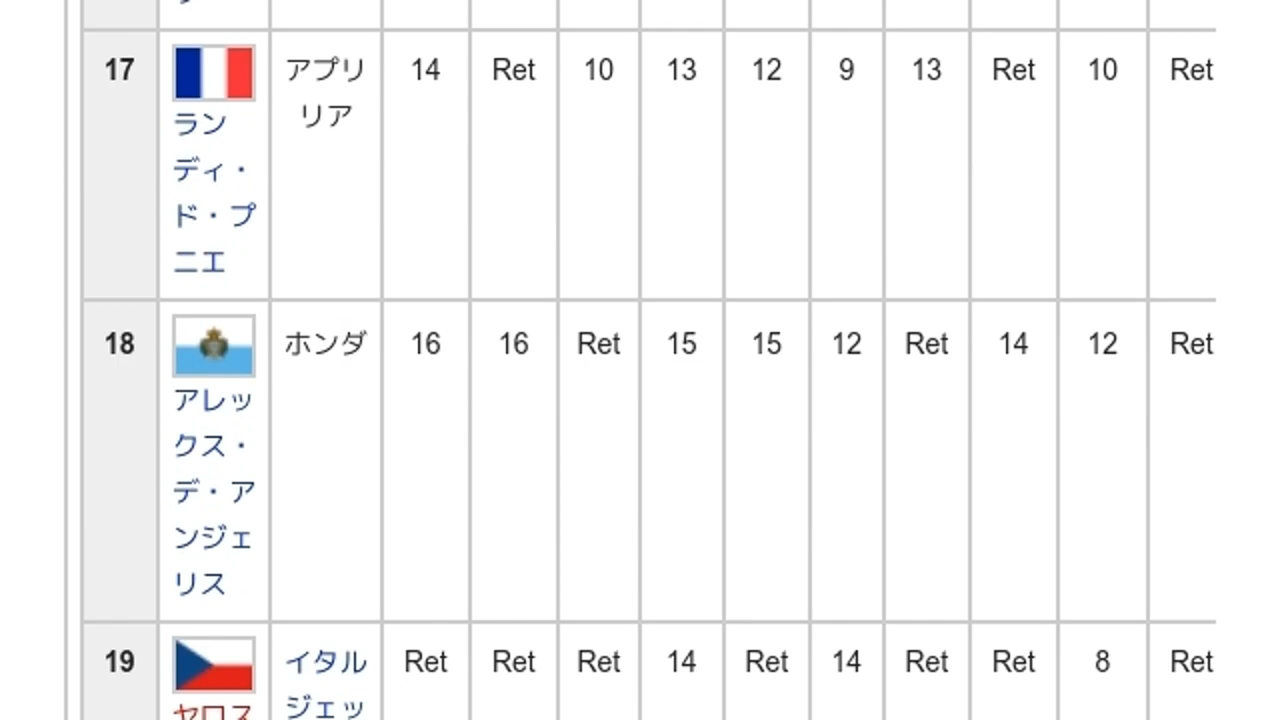 17 アプリ 14 Ret 10 13 12 9 13 Ret 10 Ret
リア
ラン
ディ・
ド・プ
ニエ
18 ホンダ 16 16 Ret 15 15 12 Ret 14 12 Ret
アレッ
クス・
デ・ア
ンジェ
リス
19 イタル Ret Ret Ret 14 Ret 14 Ret Ret 8 Ret
ジェッ
ヤロス